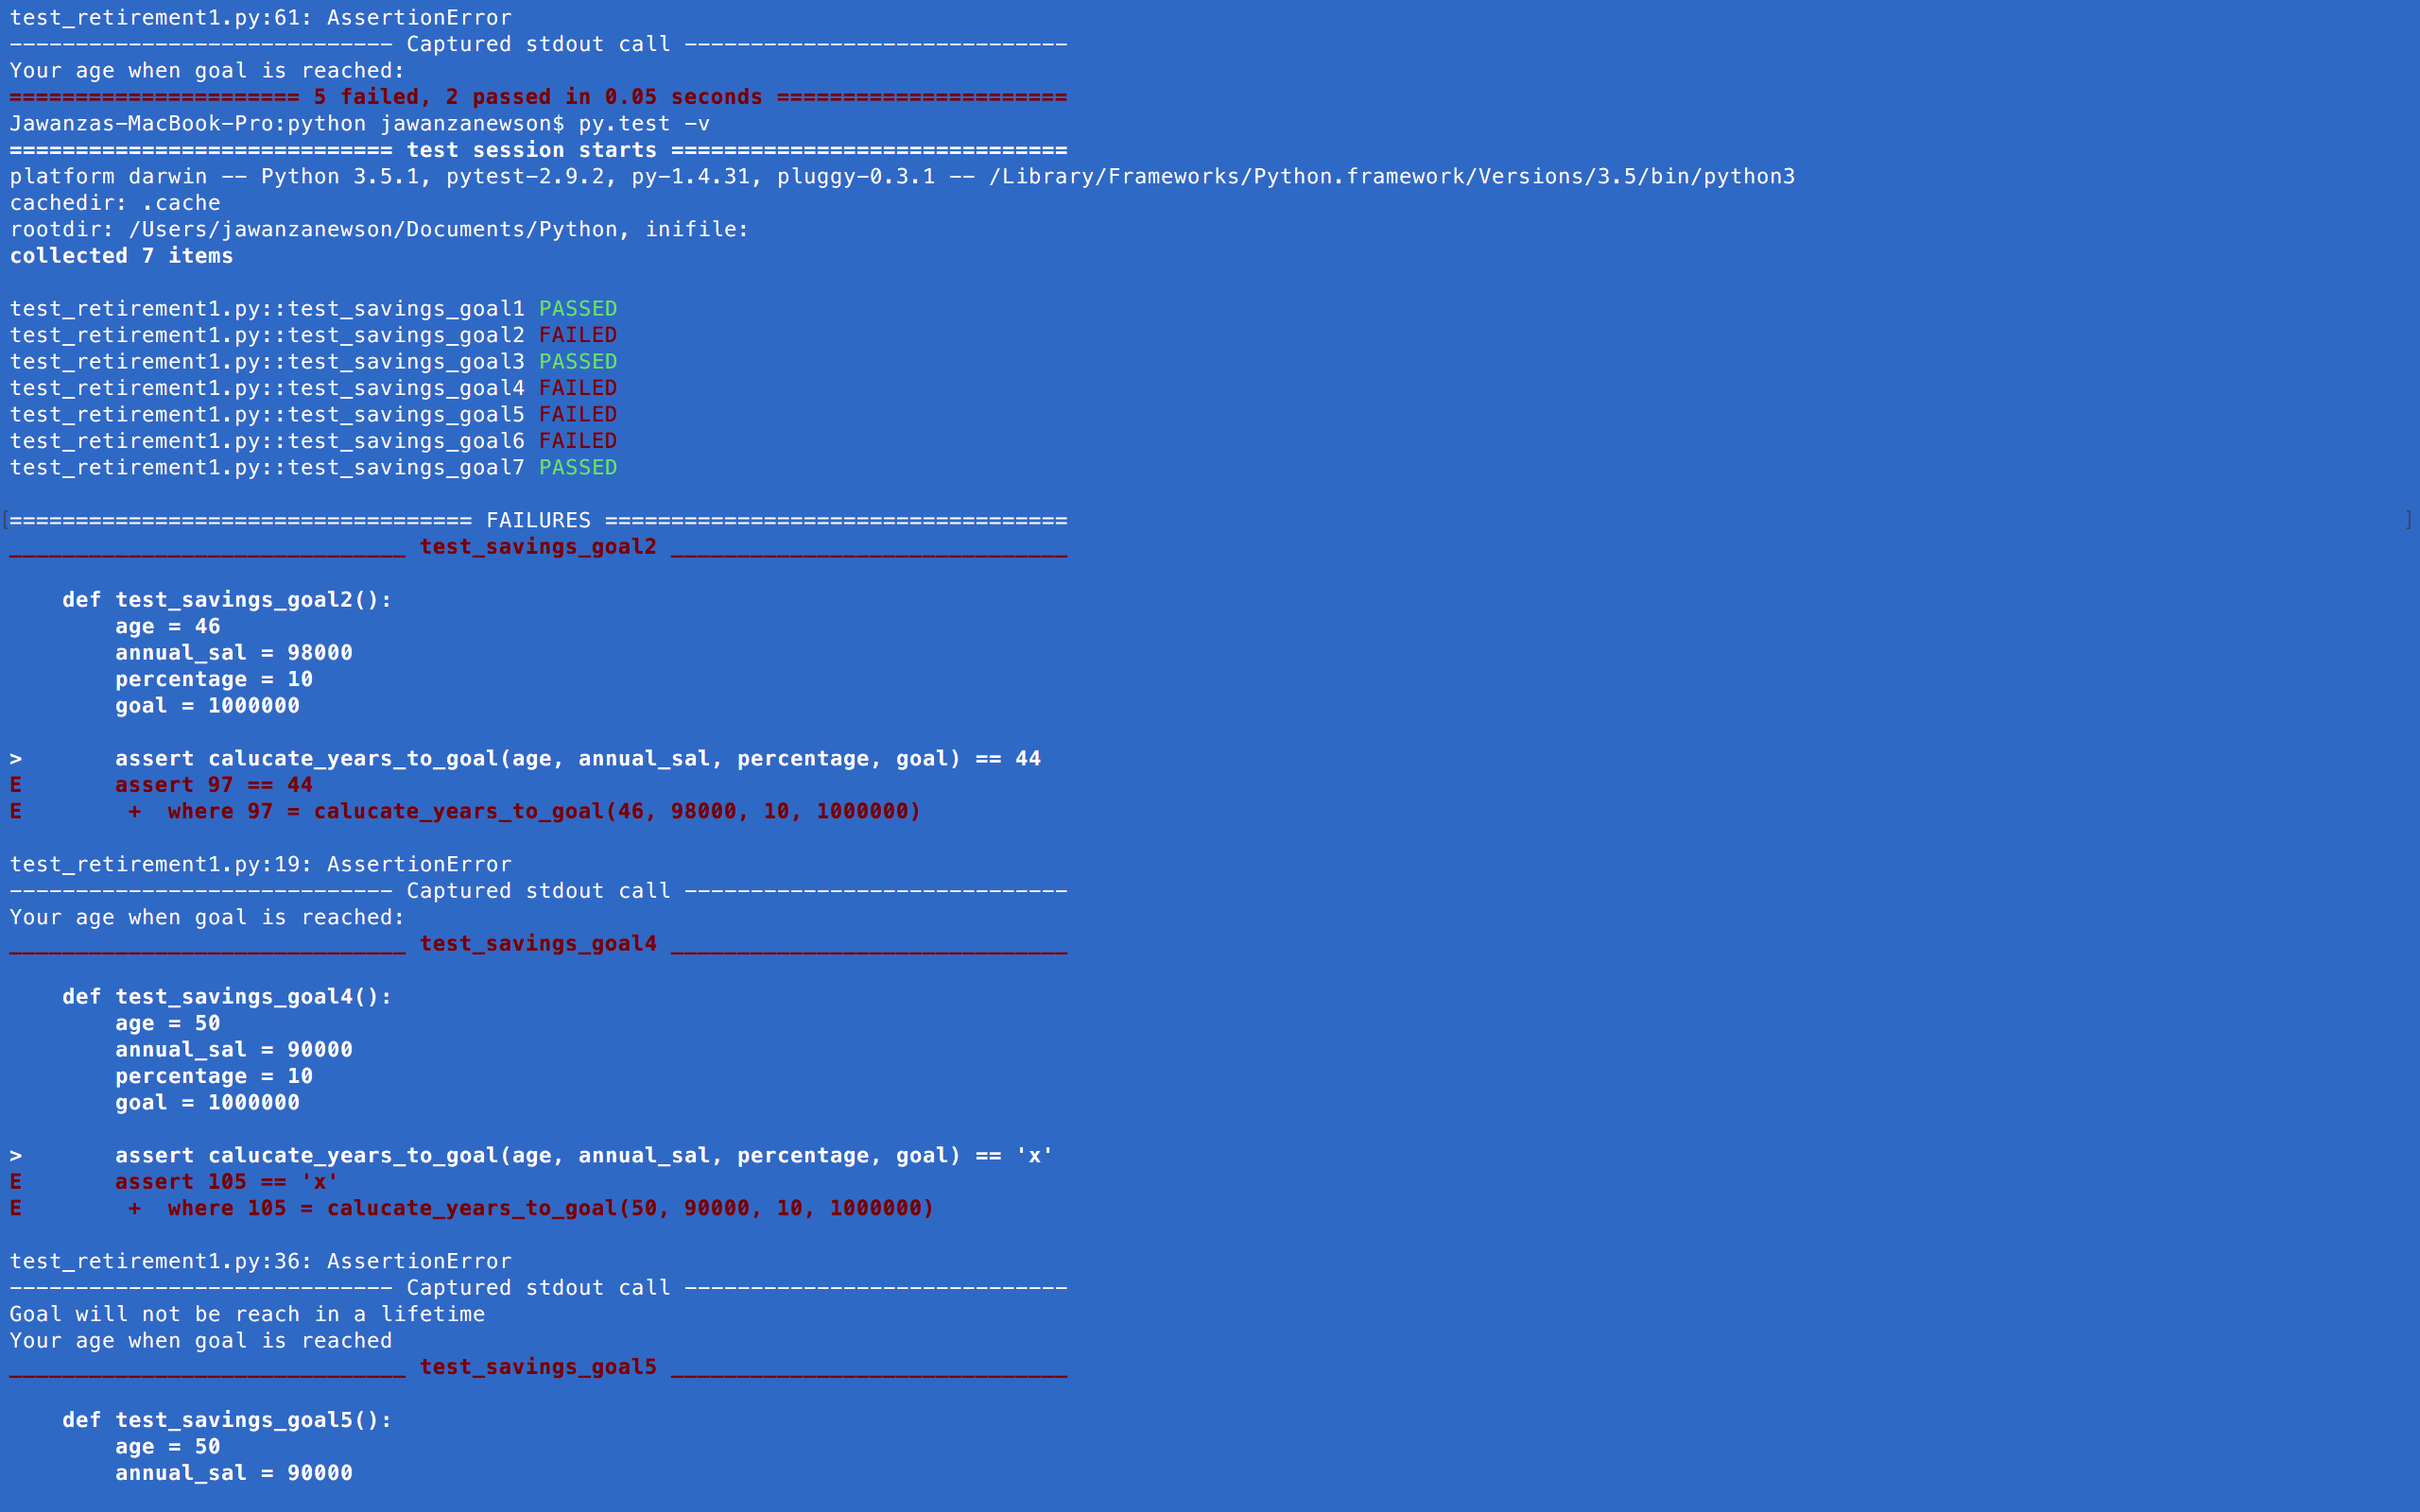 test_retirement1.py:61: AssertionError
----------------------------- Captured stdout call -----------------------------
Your age when goal is reached:
====================== 5 failed, 2 passed in 0.05 seconds ======================
Jawanzas-MacBook-Pro:python jawanzanewson$ py.test -v
============================= test session starts ==============================
platform darwin -- Python 3.5.1, pytest-2.9.2, py-1.4.31, pluggy-0.3.1 -- /Library/Frameworks/Python.framework/Versions/3.5/bin/python3
cachedir: .cache
rootdir: /Users/jawanzanewson/Documents/Python, inifile:
collected 7 items

test_retirement1.py::test_savings_goal1 PASSED
test_retirement1.py::test_savings_goal2 FAILED
test_retirement1.py::test_savings_goal3 PASSED
test_retirement1.py::test_savings_goal4 FAILED
test_retirement1.py::test_savings_goal5 FAILED
test_retirement1.py::test_savings_goal6 FAILED
test_retirement1.py::test_savings_goal7 PASSED

[=================================== FAILURES ===================================]
______________________________ test_savings_goal2 ______________________________

    def test_savings_goal2():
        age = 46
        annual_sal = 98000
        percentage = 10
        goal = 1000000

>       assert calucate_years_to_goal(age, annual_sal, percentage, goal) == 44
E       assert 97 == 44
E        +  where 97 = calucate_years_to_goal(46, 98000, 10, 1000000)

test_retirement1.py:19: AssertionError
----------------------------- Captured stdout call -----------------------------
Your age when goal is reached:
______________________________ test_savings_goal4 ______________________________

    def test_savings_goal4():
        age = 50
        annual_sal = 90000
        percentage = 10
        goal = 1000000

>       assert calucate_years_to_goal(age, annual_sal, percentage, goal) == 'x'
E       assert 105 == 'x'
E        +  where 105 = calucate_years_to_goal(50, 90000, 10, 1000000)

test_retirement1.py:36: AssertionError
----------------------------- Captured stdout call -----------------------------
Goal will not be reach in a lifetime
Your age when goal is reached
______________________________ test_savings_goal5 ______________________________

    def test_savings_goal5():
        age = 50
        annual_sal = 90000